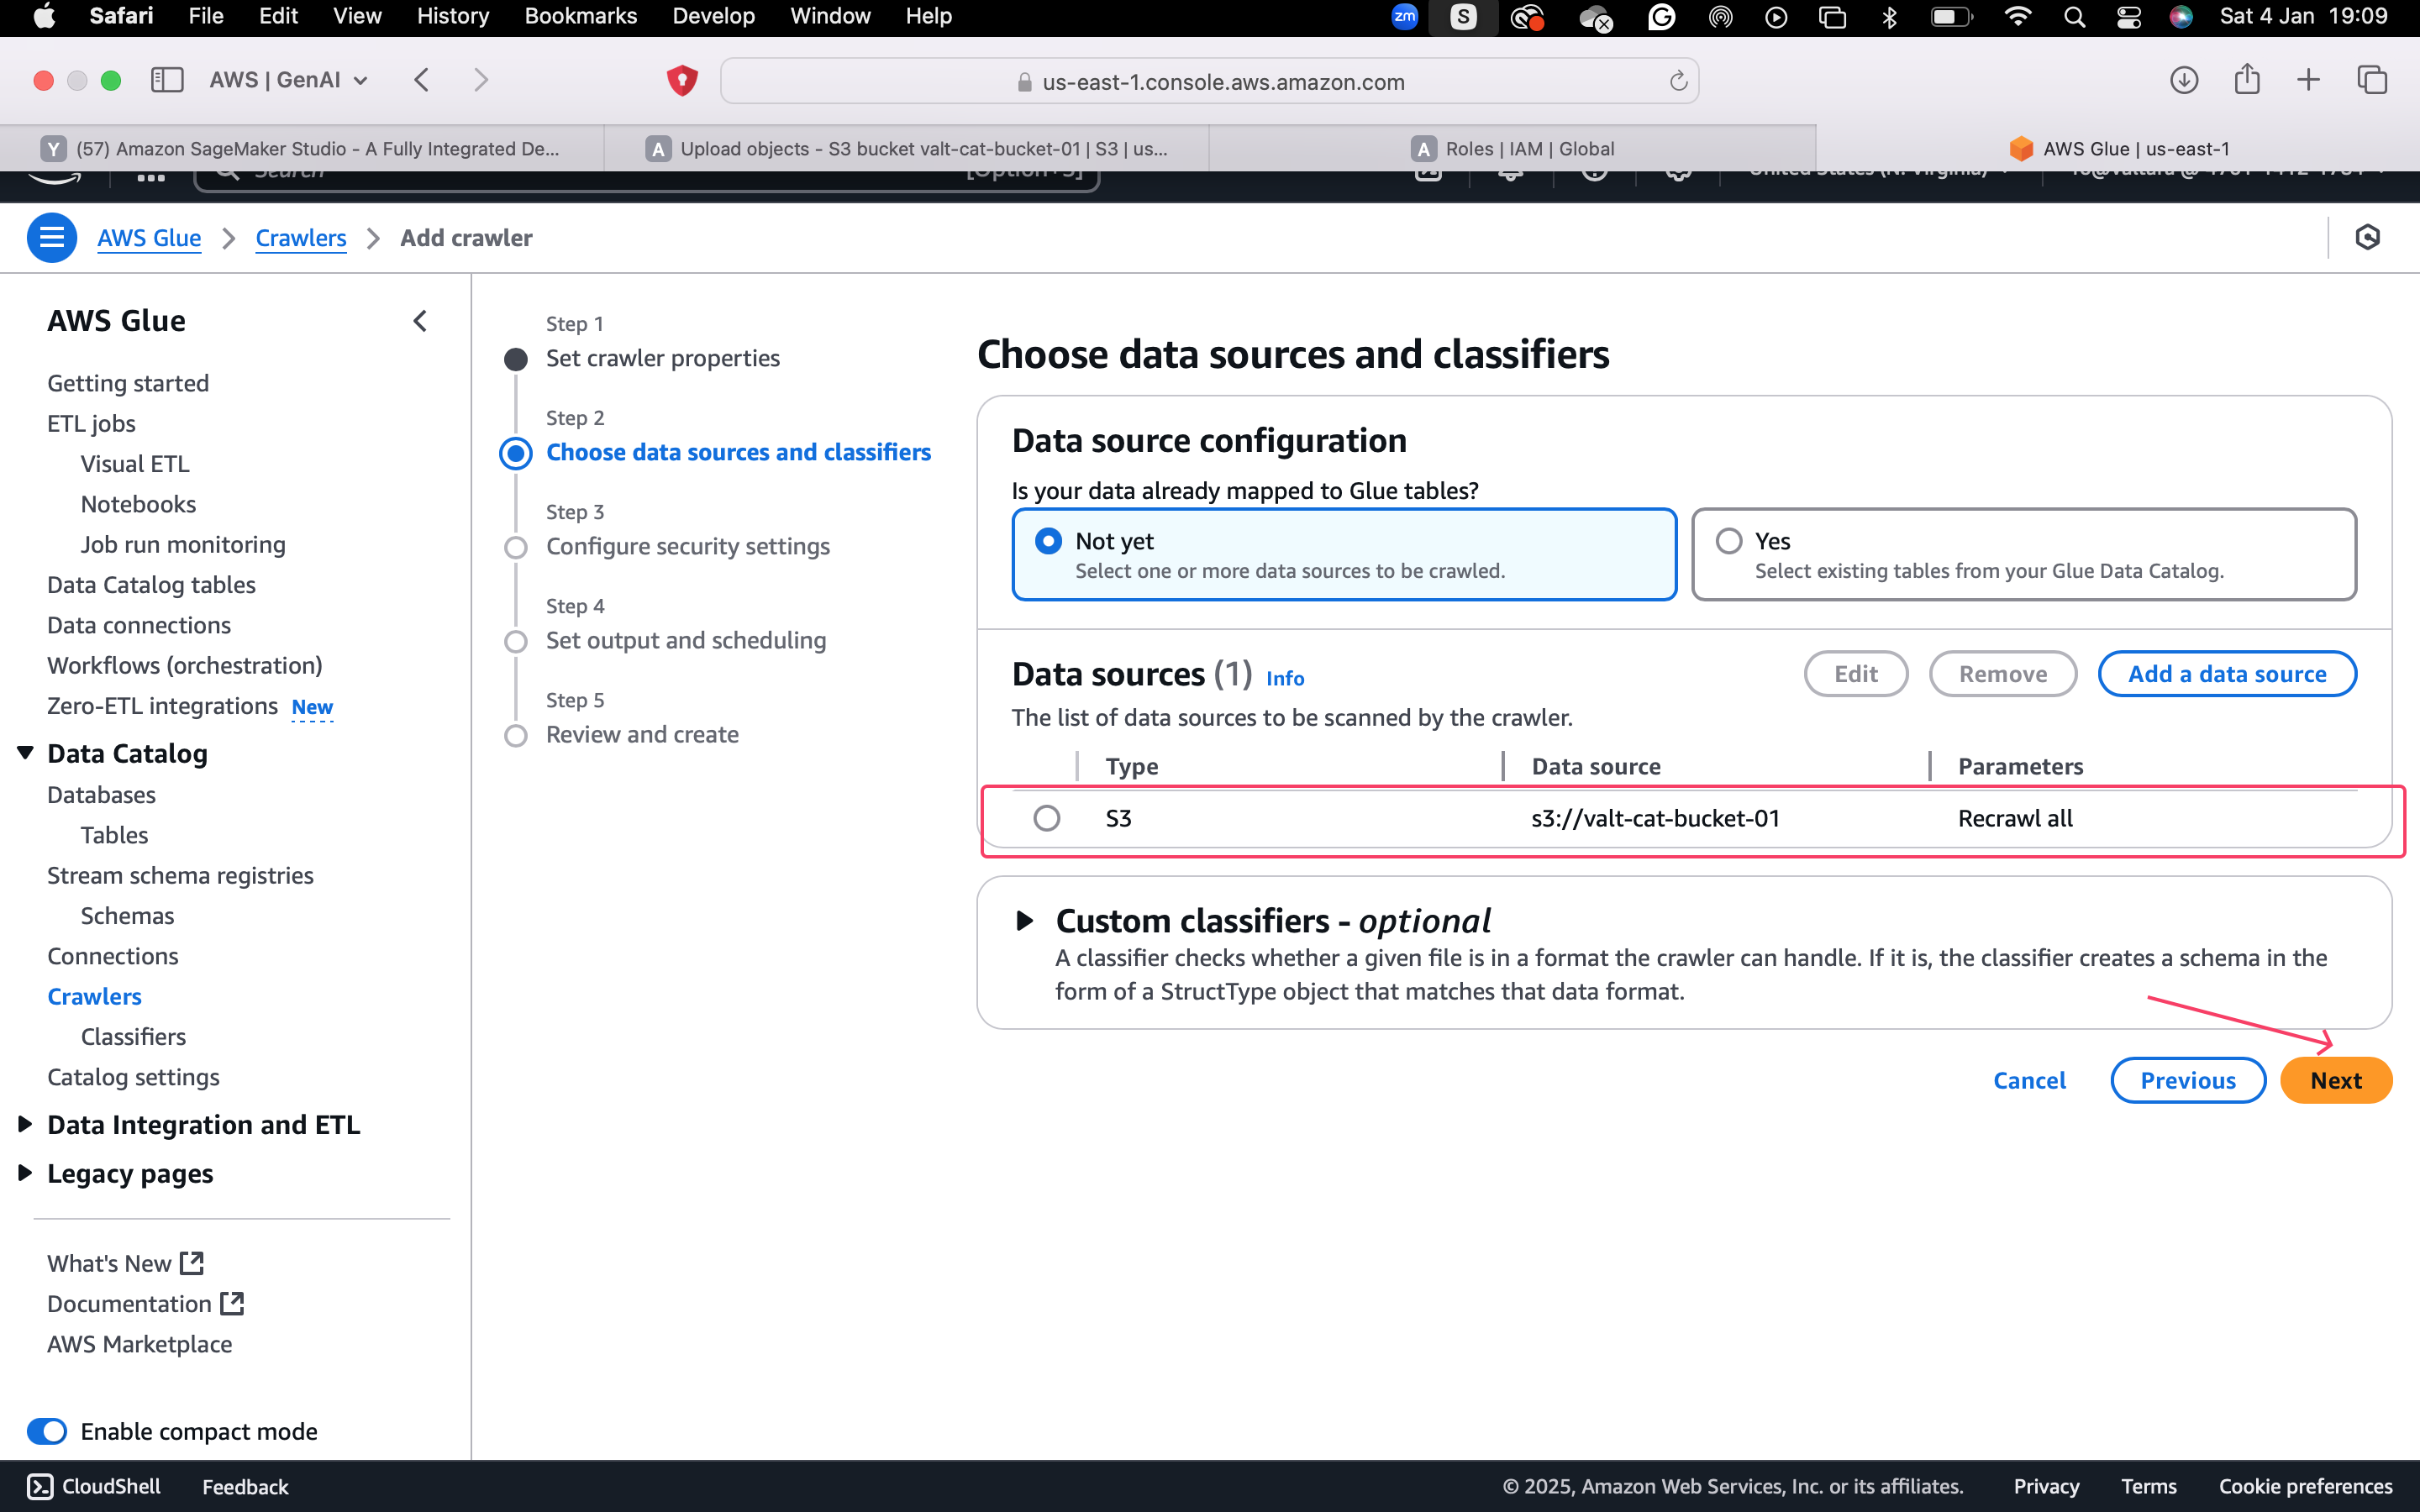 Safari File Edit View History Bookmarks Develop Window Help zm S Sat 4 Jan 19:09
AWS | GenAI us-east-1.console.aws.amazon.com
Y (57) Amazon SageMaker Studio - A Fully Integrated De...
A Upload objects - S3 bucket valt-cat-bucket-01 | S3 | us...
A Roles | IAM | Global
AWS Glue | us-east-1
Search [Option+S] United States (N. Virginia)
AWS Glue > Crawlers > Add crawler
AWS Glue
Getting started
ETL jobs
Visual ETL
Notebooks
Job run monitoring
Data Catalog tables
Data connections
Workflows (orchestration)
Zero-ETL integrations New
Data Catalog
Databases
Tables
Stream schema registries
Schemas
Connections
Crawlers
Classifiers
Catalog settings
Data Integration and ETL
Legacy pages
What's New
Documentation
AWS Marketplace
Enable compact mode
Step 1
Set crawler properties
Step 2
Choose data sources and classifiers
Step 3
Configure security settings
Step 4
Set output and scheduling
Step 5
Review and create
Choose data sources and classifiers
Data source configuration
Is your data already mapped to Glue tables?
Not yet
Select one or more data sources to be crawled.
Yes
Select existing tables from your Glue Data Catalog.
Data sources (1) Info
Edit Remove Add a data source
The list of data sources to be scanned by the crawler.
Type Data source Parameters
S3 s3://valt-cat-bucket-01 Recrawl all
Custom classifiers - optional
A classifier checks whether a given file is in a format the crawler can handle. If it is, the classifier creates a schema in the
form of a StructType object that matches that data format.
Cancel Previous Next
CloudShell Feedback © 2025, Amazon Web Services, Inc. or its affiliates. Privacy Terms Cookie preferences